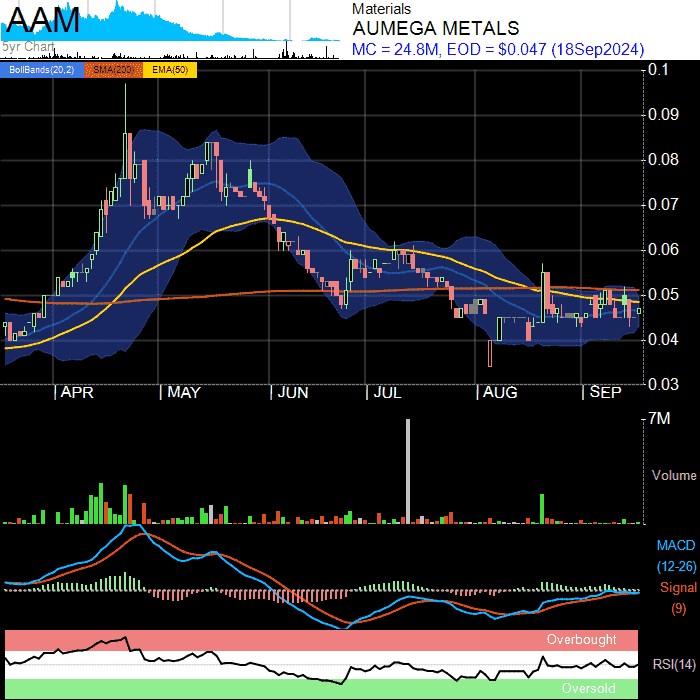 AAM
5yr Chart
Materials
AUMEGA METALS
MC = 24.8M, EOD = $0.047 (18Sep2024)
BollBands(20,2) SMA(200) EMA(50)
0.1
0.09
0.08
0.07
0.06
0.05
0.04
0.03
APR MAY JUN JUL AUG SEP
7M
Volume
MACD
(12-26)
Signal
(9)
Overbought
RSI(14)
Oversold